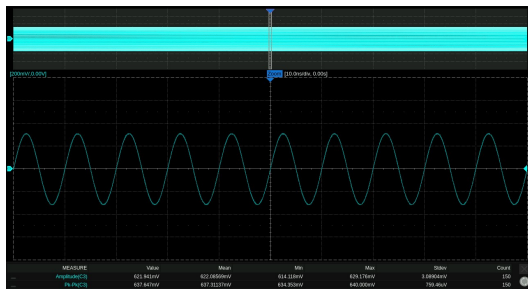 [200mV,0.00V]
Zoom [10.0ns/div, 0.00s]
MEASURE Value Mean Min Max Stdev Count
... Amplitude(C3) 621.941mV 622.08569mV 614.118mV 629.176mV 3.08904mV 150
... Pk-Pk(C3) 637.647mV 637.31137mV 634.353mV 640.000mV 759.46uV 150